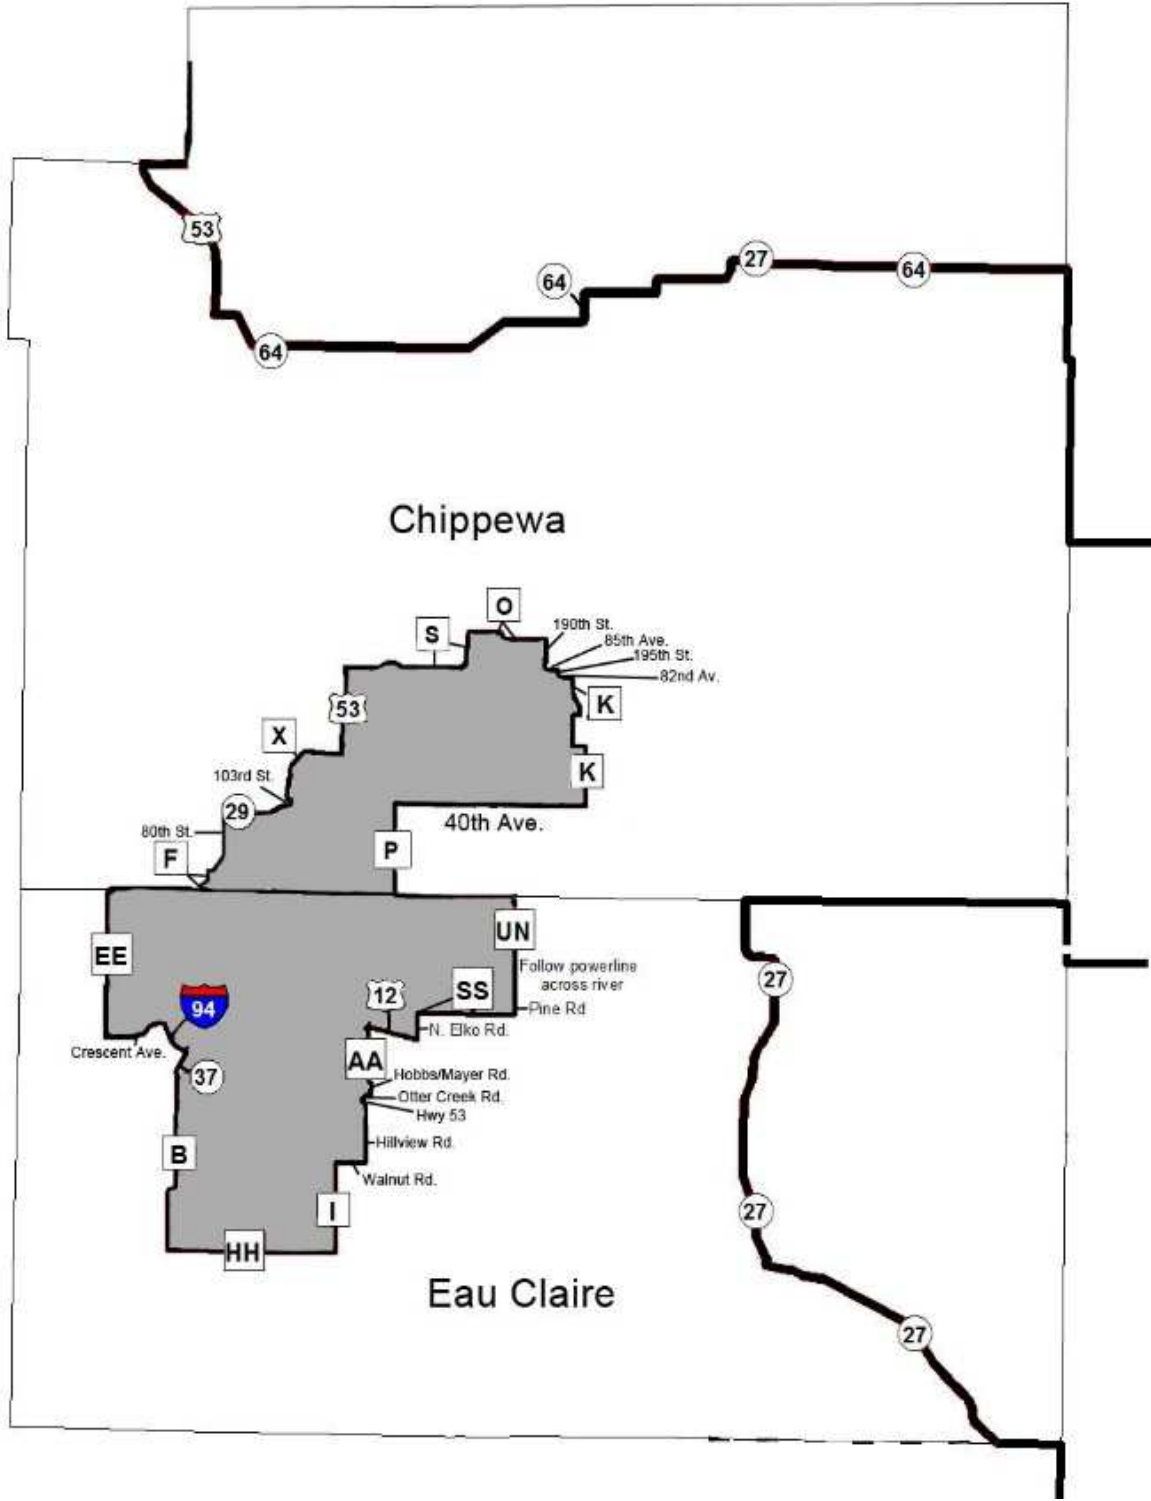 53
27
64
64
64
Chippewa
O
S
190th St.
85th Ave.
195th St.
82nd Av.
K
53
X
K
103rd St.
29
40th Ave.
80th St.
P
F
UN
EE
Follow powerline
across river
27
SS
12
94
Pine Rd
N. Elko Rd.
Crescent Ave.
AA
37
Hobbs/Mayer Rd.
Otter Creek Rd.
Hwy 53
Hillview Rd.
B
Walnut Rd.
I
27
HH
Eau Claire
27